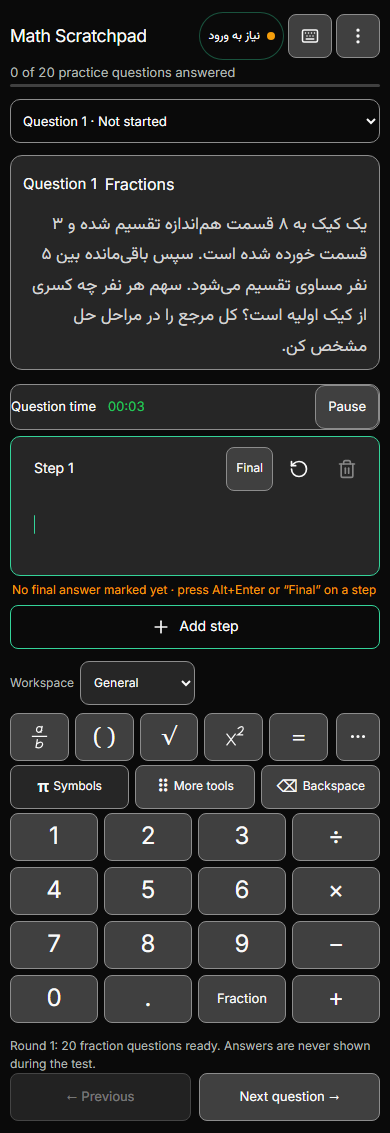 Math Scratchpad
نیاز به ورود
0 of 20 practice questions answered
Question 1 · Not started
Question 1 Fractions
یک کیک به ۸ قسمت هم‌اندازه تقسیم شده و ۳
قسمت خورده شده است. سپس باقی‌مانده بین ۵
نفر مساوی تقسیم می‌شود. سهم هر نفر چه کسری
از کیک اولیه است؟ کل مرجع را در مراحل حل
مشخص کن.
Question time 00:03 Pause
Step 1 Final
No final answer marked yet · press Alt+Enter or “Final” on a step
+ Add step
Workspace General
a/b ( ) √ x² = ···
π Symbols ⠿ More tools ⌫ Backspace
1 2 3 ÷
4 5 6 ×
7 8 9 −
0 . Fraction +
Round 1: 20 fraction questions ready. Answers are never shown
during the test.
← Previous Next question →